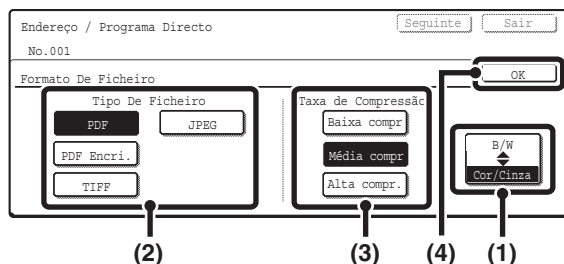 Endereço / Programa Directo
Seguinte
Sair
No.001
Formato De Ficheiro
OK
Tipo De Ficheiro
Taxa de Compressão
PDF
JPEG
Baixa compr
B/W
PDF Encri.
Média compr
Cor/Cinza
TIFF
Alta compr.
(2)
(3)
(4)
(1)